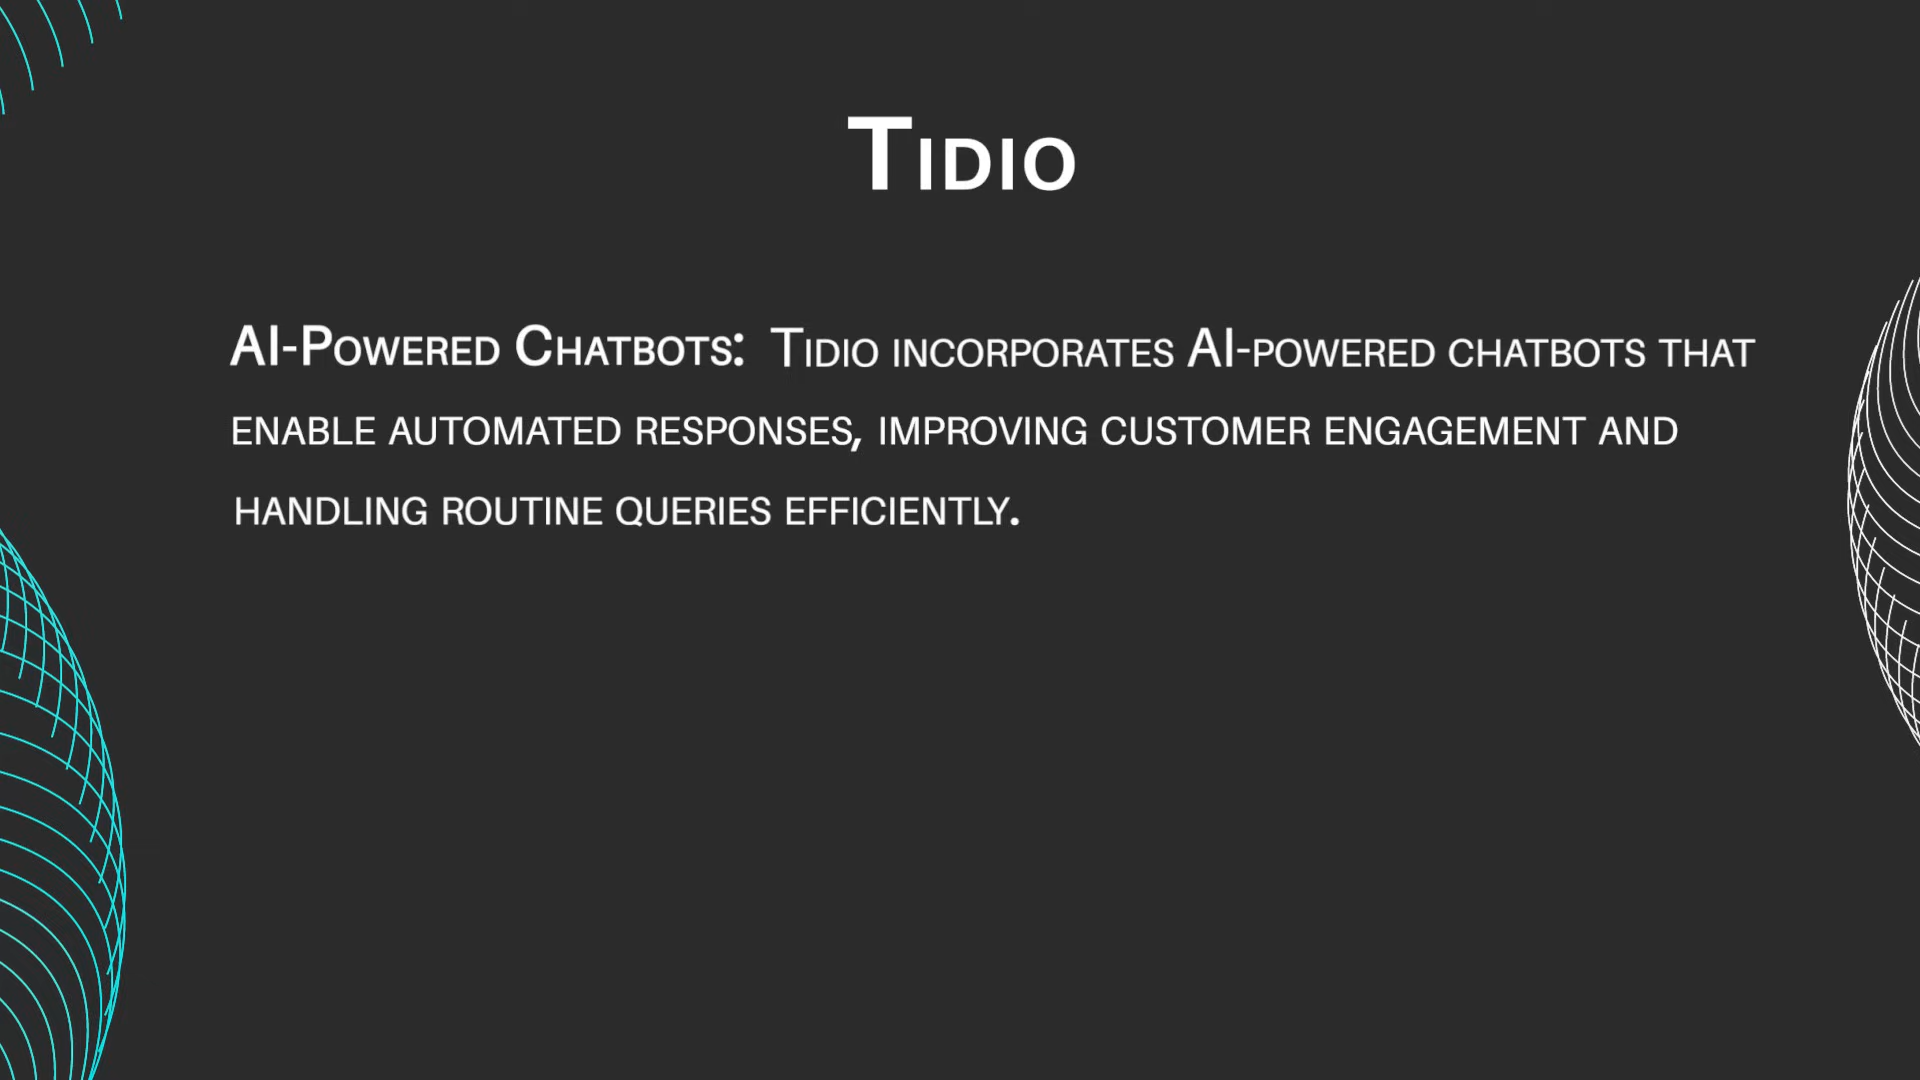 Tidio
AI-Powered Chatbots: Tidio incorporates AI-powered chatbots that
enable automated responses, improving customer engagement and
handling routine queries efficiently.